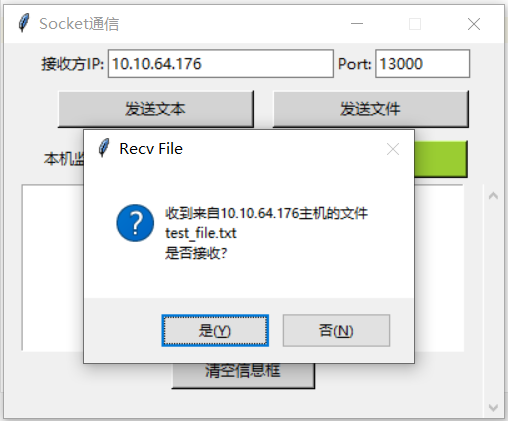 Socket通信
接收方IP: 10.10.64.176 Port: 13000
发送文本 发送文件
本机监
Recv File
收到来自10.10.64.176主机的文件
test_file.txt
是否接收?
是(Y) 否(N)
清空信息框